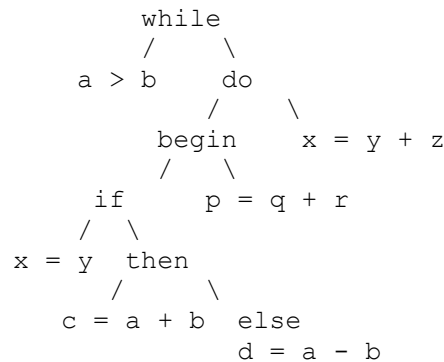 while
/ \
a > b do
/ \
begin x = y + z
/ \
if p = q + r
/ \
x = y then
/ \
c = a + b else
d = a - b